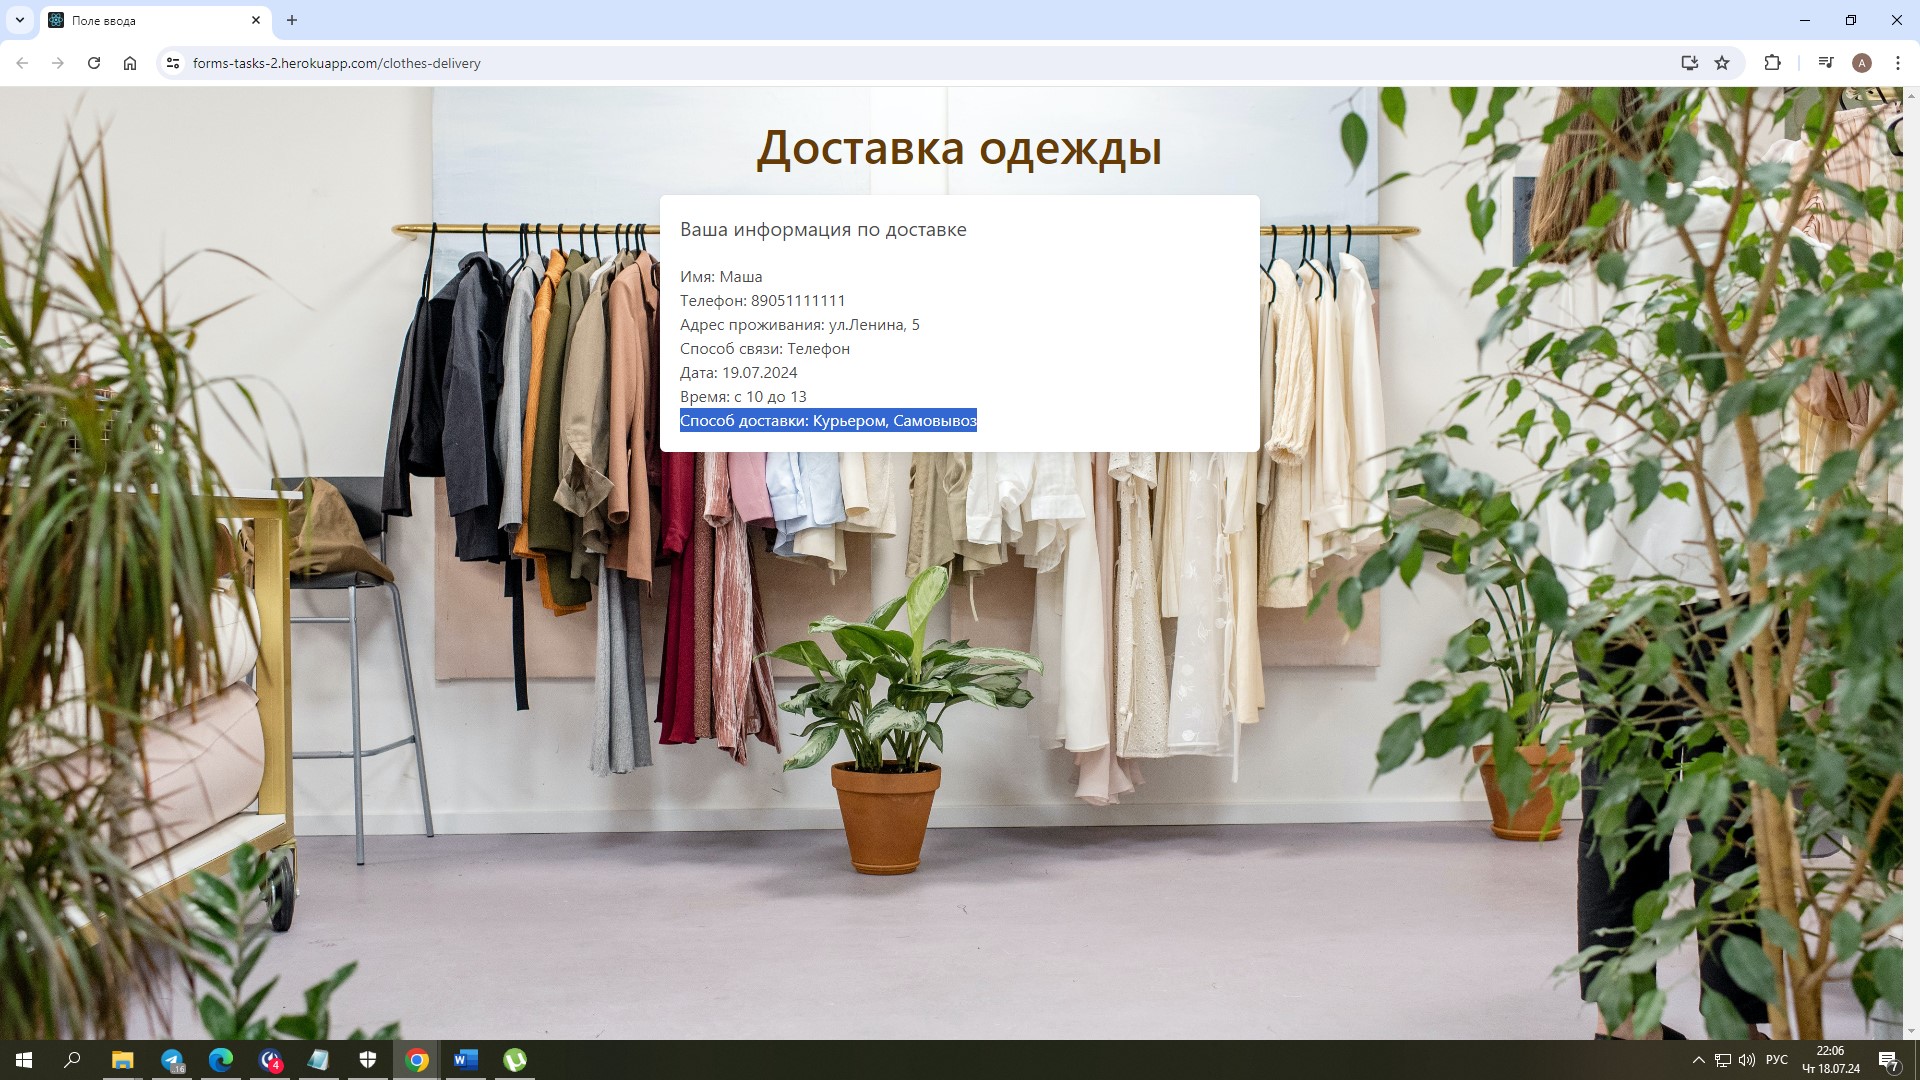 Поле ввода
forms-tasks-2.herokuapp.com/clothes-delivery
A
Доставка одежды
Ваша информация по доставке
Имя: Маша
Телефон: 89051111111
Адрес проживания: ул.Ленина, 5
Способ связи: Телефон
Дата: 19.07.2024
Время: с 10 до 13
Способ доставки: Курьером, Самовывоз
.16
4
W
РУС
22:06
Чт 18.07.24
7